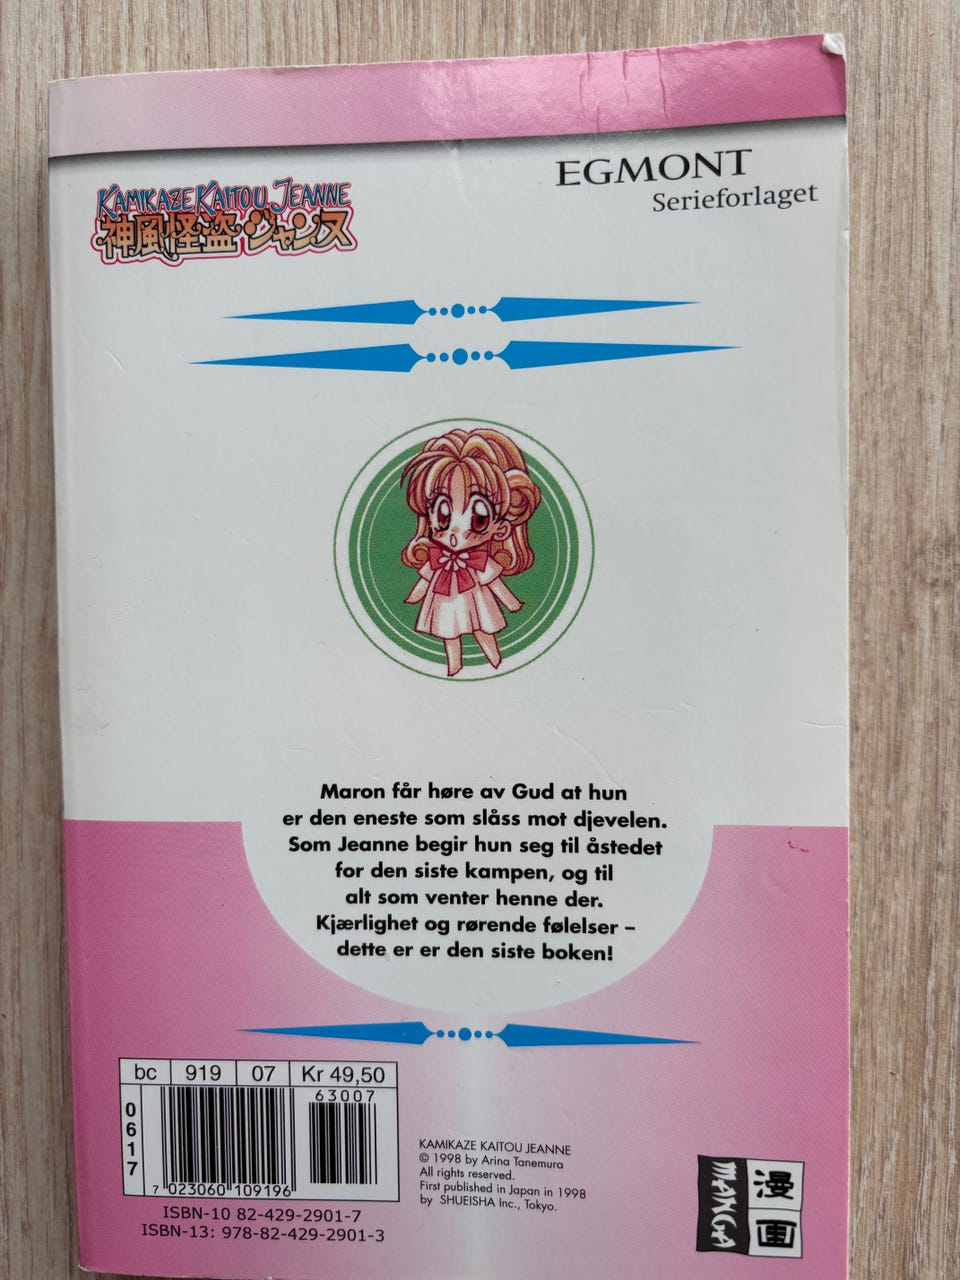 EGMONT
Serieforlaget
KAMIKAZE KAITOU JEANNE
神風怪盗・ジャンヌ
Maron får høre av Gud at hun
er den eneste som slåss mot djevelen.
Som Jeanne begir hun seg til åstedet
for den siste kampen, og til
alt som venter henne der.
Kjærlighet og rørende følelser –
dette er er den siste boken!
bc 919 07 Kr 49,50
63007
0617
7 023060 109196
ISBN-10 82-429-2901-7
ISBN-13: 978-82-429-2901-3
KAMIKAZE KAITOU JEANNE
© 1998 by Arina Tanemura
All rights reserved.
First published in Japan in 1998
by SHUEISHA Inc., Tokyo.
MANGA
漫画